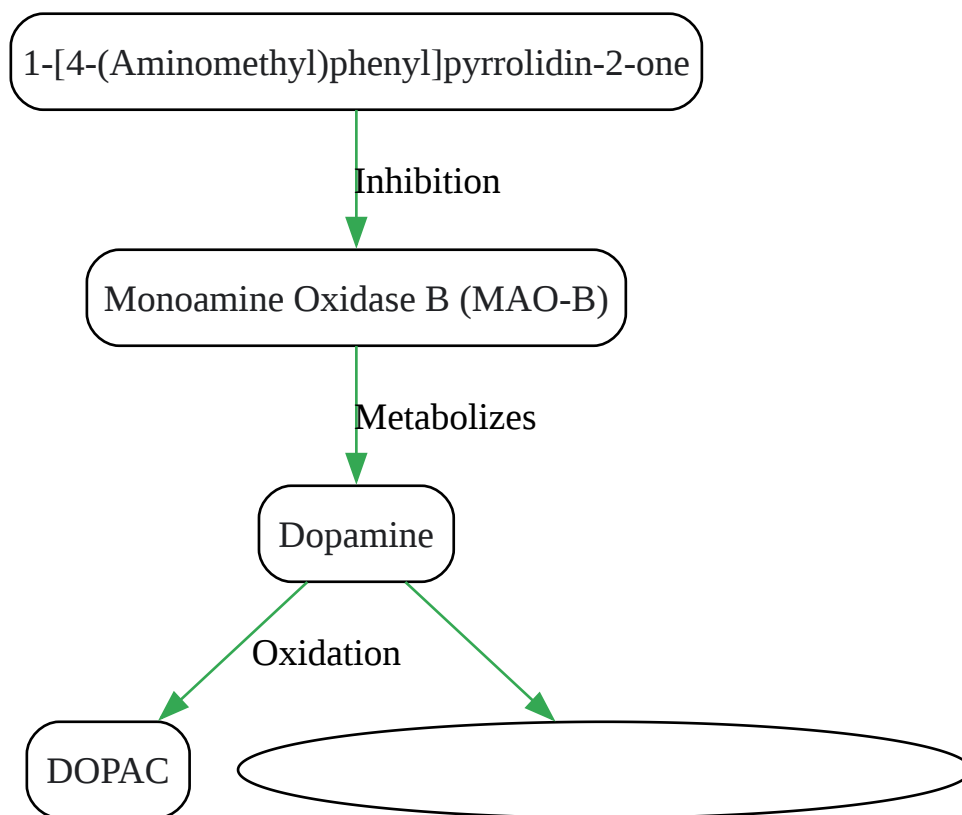 1-[4-(Aminomethyl)phenyl]pyrrolidin-2-one
Inhibition
Monoamine Oxidase B (MAO-B)
Metabolizes
Dopamine
Oxidation
DOPAC